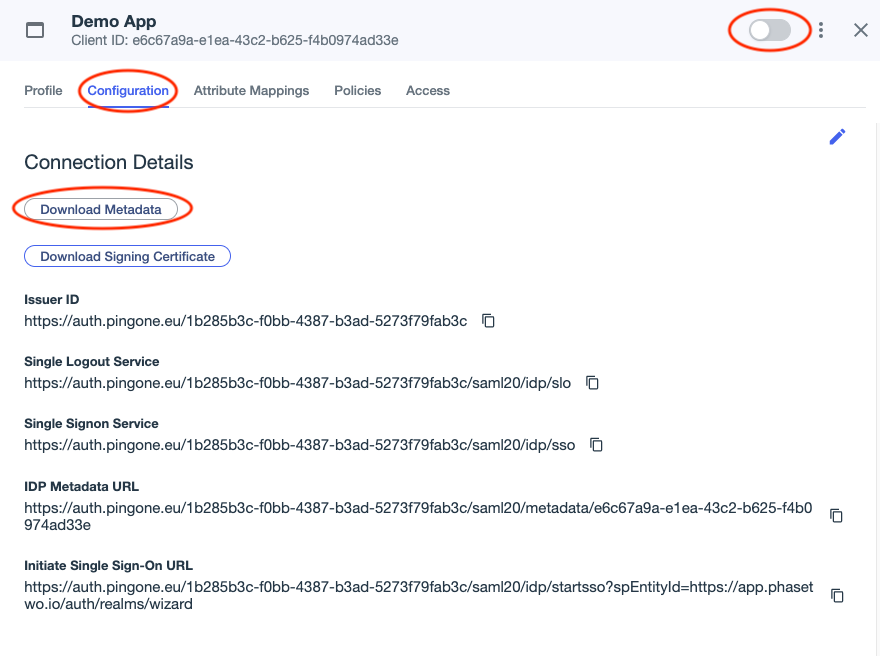 Demo App
Client ID: e6c67a9a-e1ea-43c2-b625-f4b0974ad33e
Profile Configuration Attribute Mappings Policies Access
Connection Details
Download Metadata
Download Signing Certificate
Issuer ID
https://auth.pingone.eu/1b285b3c-f0bb-4387-b3ad-5273f79fab3c
Single Logout Service
https://auth.pingone.eu/1b285b3c-f0bb-4387-b3ad-5273f79fab3c/saml20/idp/slo
Single Signon Service
https://auth.pingone.eu/1b285b3c-f0bb-4387-b3ad-5273f79fab3c/saml20/idp/sso
IDP Metadata URL
https://auth.pingone.eu/1b285b3c-f0bb-4387-b3ad-5273f79fab3c/saml20/metadata/e6c67a9a-e1ea-43c2-b625-f4b0
974ad33e
Initiate Single Sign-On URL
https://auth.pingone.eu/1b285b3c-f0bb-4387-b3ad-5273f79fab3c/saml20/idp/startsso?spEntityId=https://app.phaset
wo.io/auth/realms/wizard